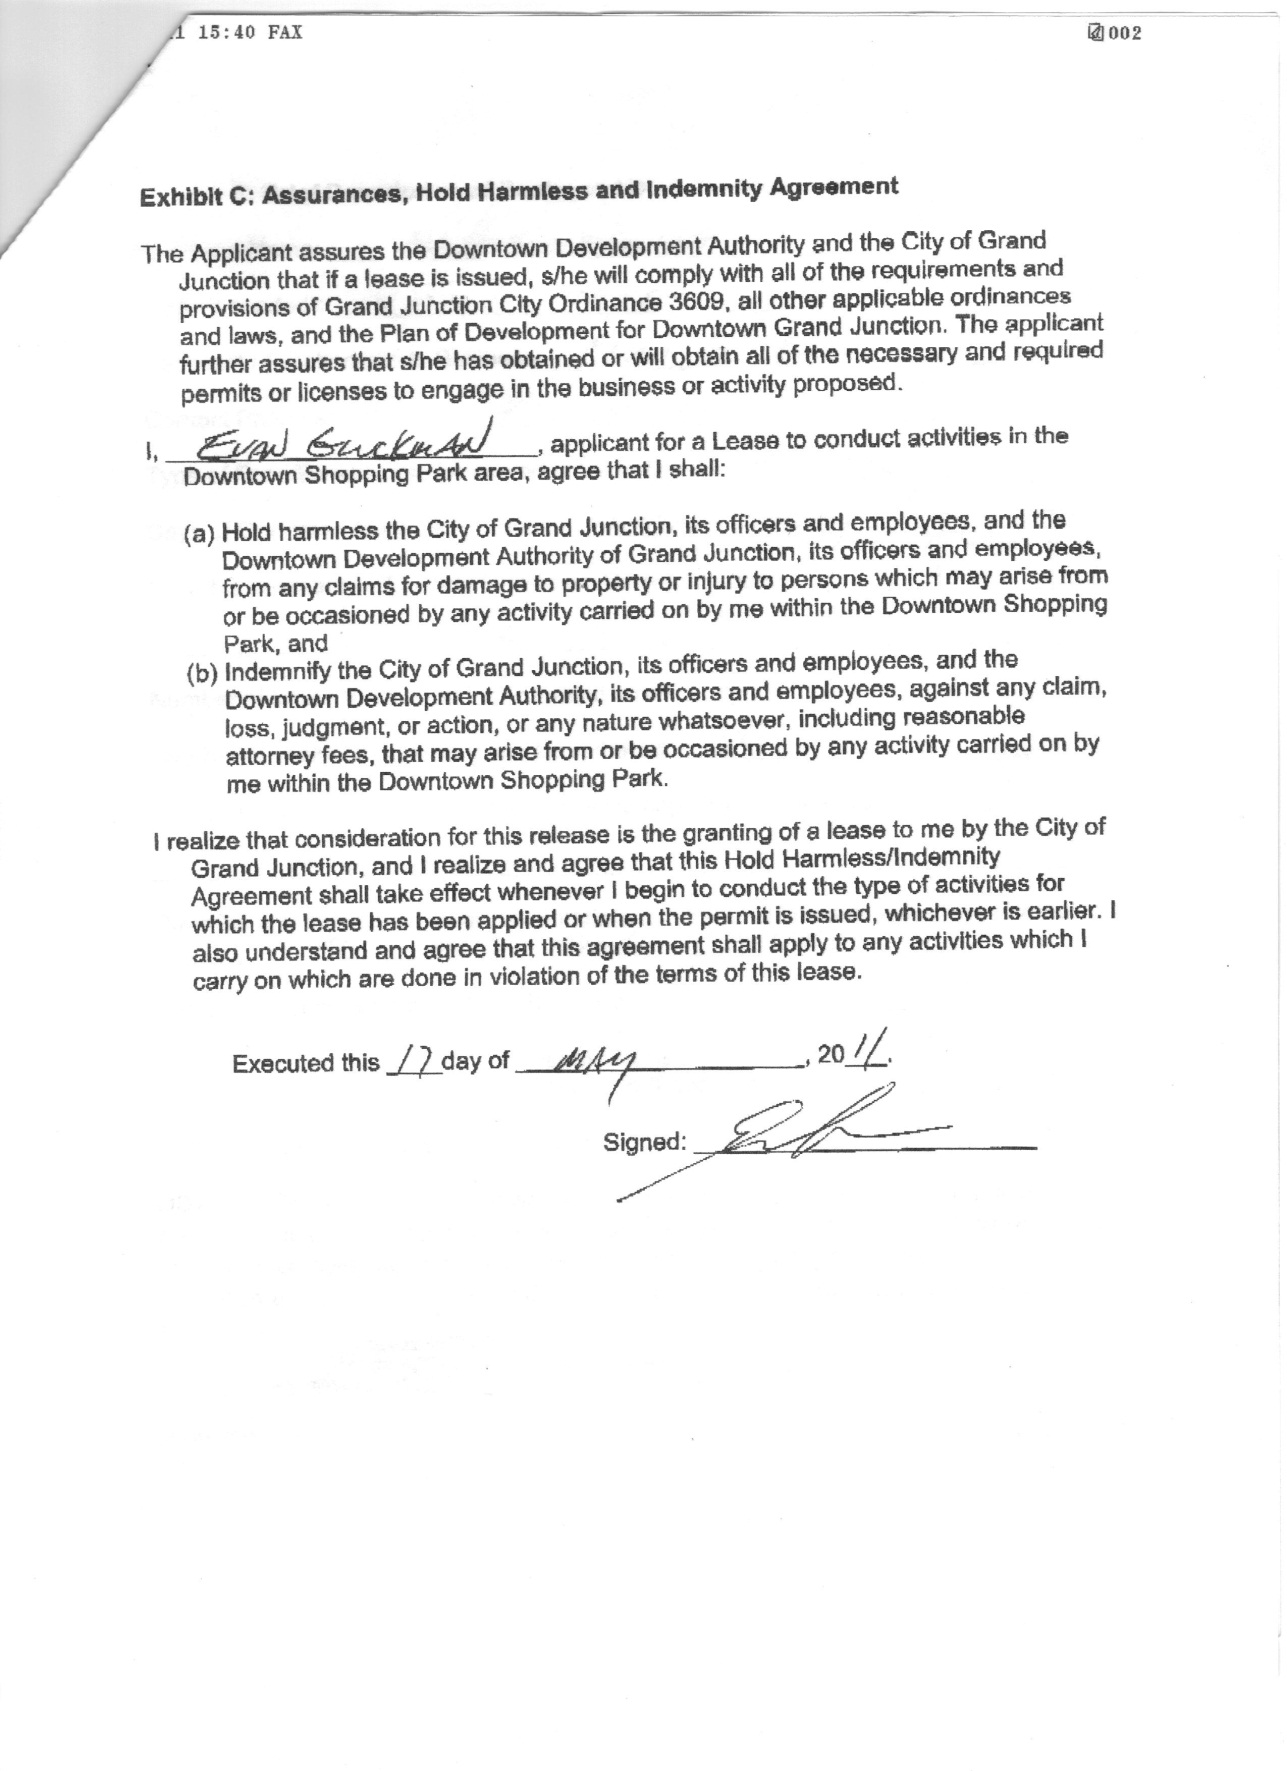 1 15:40 FAX 002
Exhibit C: Assurances, Hold Harmless and Indemnity Agreement
The Applicant assures the Downtown Development Authority and the City of Grand
Junction that if a lease is issued, s/he will comply with all of the requirements and
provisions of Grand Junction City Ordinance 3609, all other applicable ordinances
and laws, and the Plan of Development for Downtown Grand Junction. The applicant
further assures that s/he has obtained or will obtain all of the necessary and required
permits or licenses to engage in the business or activity proposed.
I, EVAN GLUCKMAN, applicant for a Lease to conduct activities in the
Downtown Shopping Park area, agree that I shall:
(a) Hold harmless the City of Grand Junction, its officers and employees, and the
Downtown Development Authority of Grand Junction, its officers and employees,
from any claims for damage to property or injury to persons which may arise from
or be occasioned by any activity carried on by me within the Downtown Shopping
Park, and
(b) Indemnify the City of Grand Junction, its officers and employees, and the
Downtown Development Authority, its officers and employees, against any claim,
loss, judgment, or action, or any nature whatsoever, including reasonable
attorney fees, that may arise from or be occasioned by any activity carried on by
me within the Downtown Shopping Park.
I realize that consideration for this release is the granting of a lease to me by the City of
Grand Junction, and I realize and agree that this Hold Harmless/Indemnity
Agreement shall take effect whenever I begin to conduct the type of activities for
which the lease has been applied or when the permit is issued, whichever is earlier. I
also understand and agree that this agreement shall apply to any activities which I
carry on which are done in violation of the terms of this lease.
Executed this 17 day of MAY, 2011.
Signed: